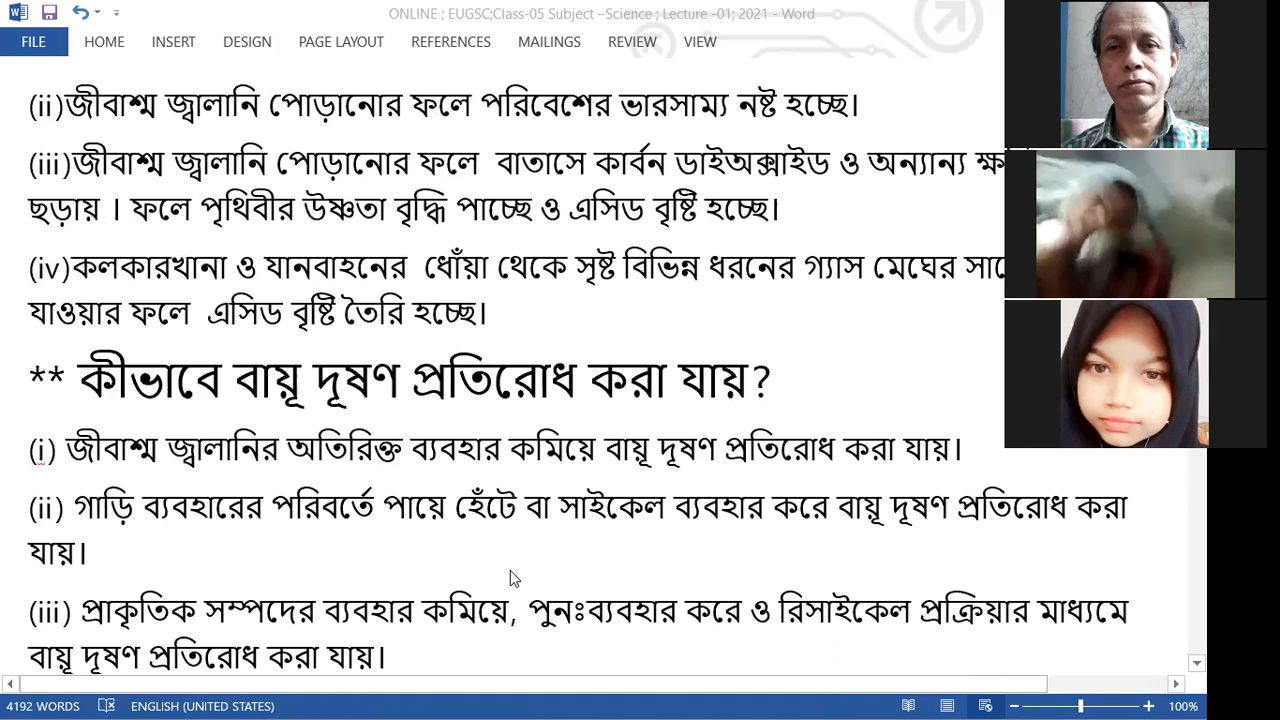 ONLINE ; EUGSC;Class-05 Subject –Science ; Lecture -01; 2021 - Word
FILE HOME INSERT DESIGN PAGE LAYOUT REFERENCES MAILINGS REVIEW VIEW
(ii)জীবাশ্ম জ্বালানি পোড়ানোর ফলে পরিবেশের ভারসাম্য নষ্ট হচ্ছে।
(iii)জীবাশ্ম জ্বালানি পোড়ানোর ফলে বাতাসে কার্বন ডাইঅক্সাইড ও অন্যান্য
ছড়ায় । ফলে পৃথিবীর উষ্ণতা বৃদ্ধি পাচ্ছে ও এসিড বৃষ্টি হচ্ছে।
(iv)কলকারখানা ও যানবাহনের ধোঁয়া থেকে সৃষ্ট বিভিন্ন ধরনের গ্যাস মেঘের
যাওয়ার ফলে এসিড বৃষ্টি তৈরি হচ্ছে।
** কীভাবে বায়ূ দূষণ প্রতিরোধ করা যায়?
(i) জীবাশ্ম জ্বালানির অতিরিক্ত ব্যবহার কমিয়ে বায়ূ দূষণ প্রতিরোধ করা যায়।
(ii) গাড়ি ব্যবহারের পরিবর্তে পায়ে হেঁটে বা সাইকেল ব্যবহার করে বায়ূ দূষণ প্রতিরোধ করা
যায়।
(iii) প্রাকৃতিক সম্পদের ব্যবহার কমিয়ে, পুনঃব্যবহার করে ও রিসাইকেল প্রক্রিয়ার মাধ্যমে
বায়ূ দূষণ প্রতিরোধ করা যায়।
4192 WORDS ENGLISH (UNITED STATES) 100%